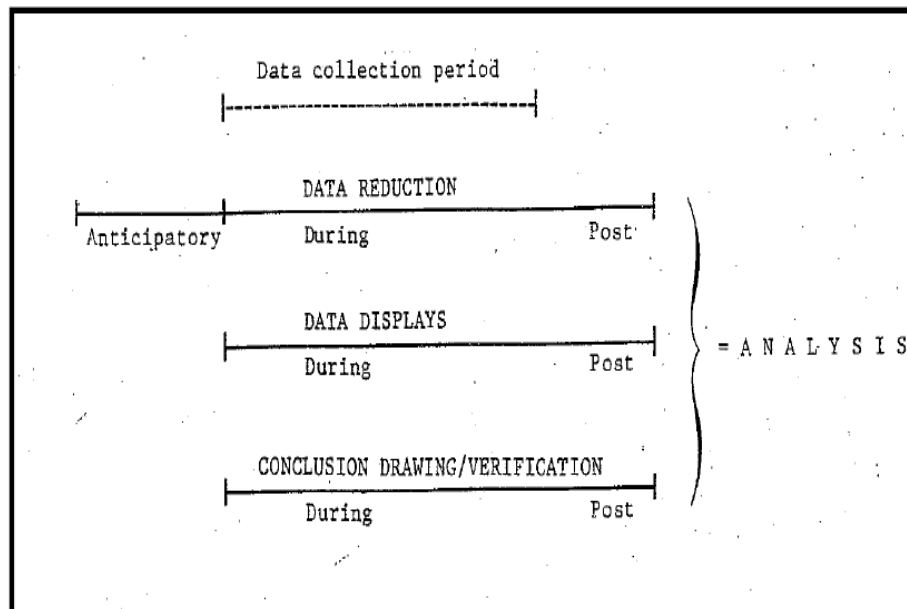 Data collection period
DATA REDUCTION
Anticipatory During Post
DATA DISPLAYS
During Post
= A N A L Y S I S
CONCLUSION DRAWING/VERIFICATION
During Post